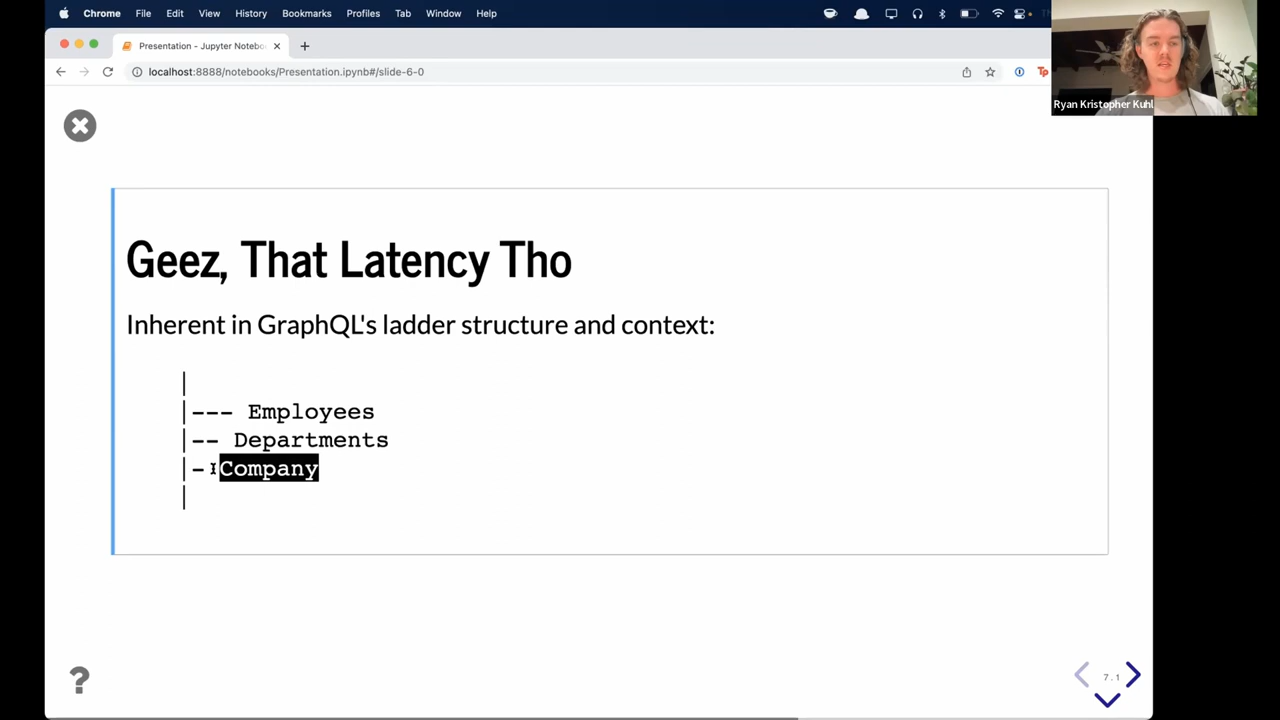 Chrome File Edit View History Bookmarks Profiles Tab Window Help
Presentation - Jupyter Notebo
localhost:8888/notebooks/Presentation.ipynb#/slide-6-0
Tp
Ryan Kristopher Kuhl
Geez, That Latency Tho
Inherent in GraphQL's ladder structure and context:
|
|--- Employees
|-- Departments
|- Company
|
?
7.1